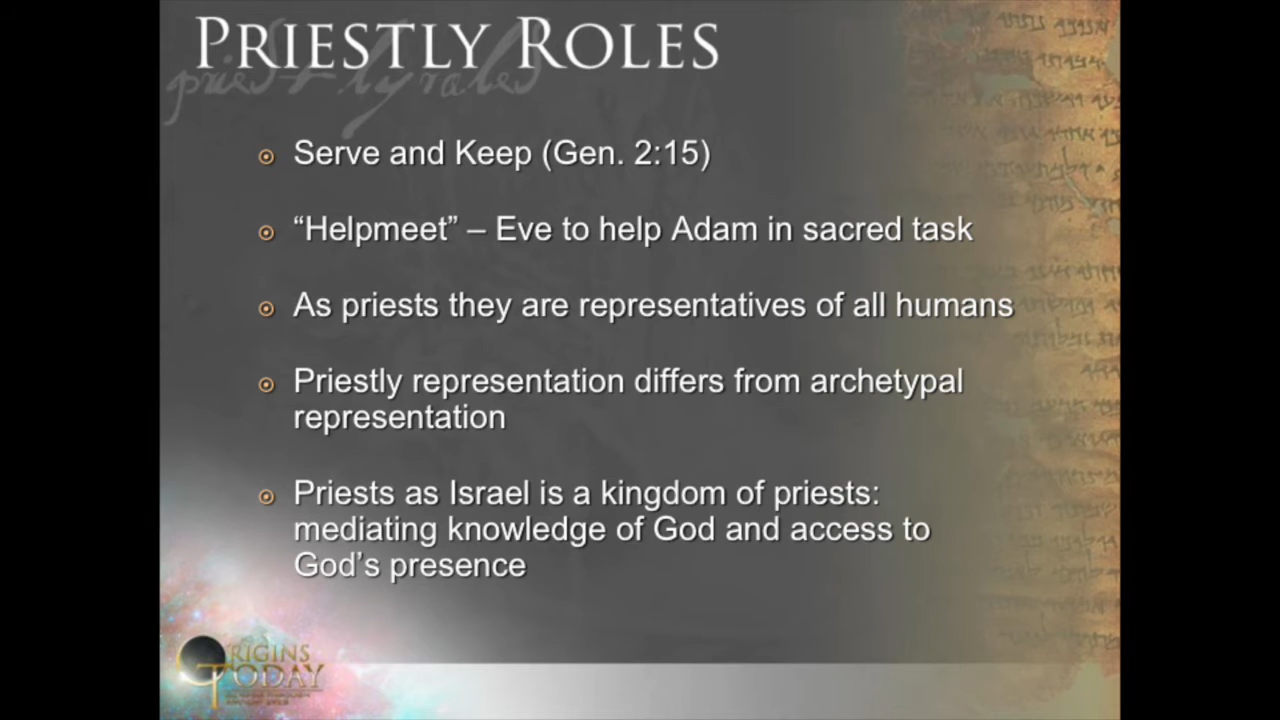 PRIESTLY ROLES
priestly roles
Serve and Keep (Gen. 2:15)
“Helpmeet” – Eve to help Adam in sacred task
As priests they are representatives of all humans
Priestly representation differs from archetypal
representation
Priests as Israel is a kingdom of priests:
mediating knowledge of God and access to
God’s presence
ORIGINS
TODAY